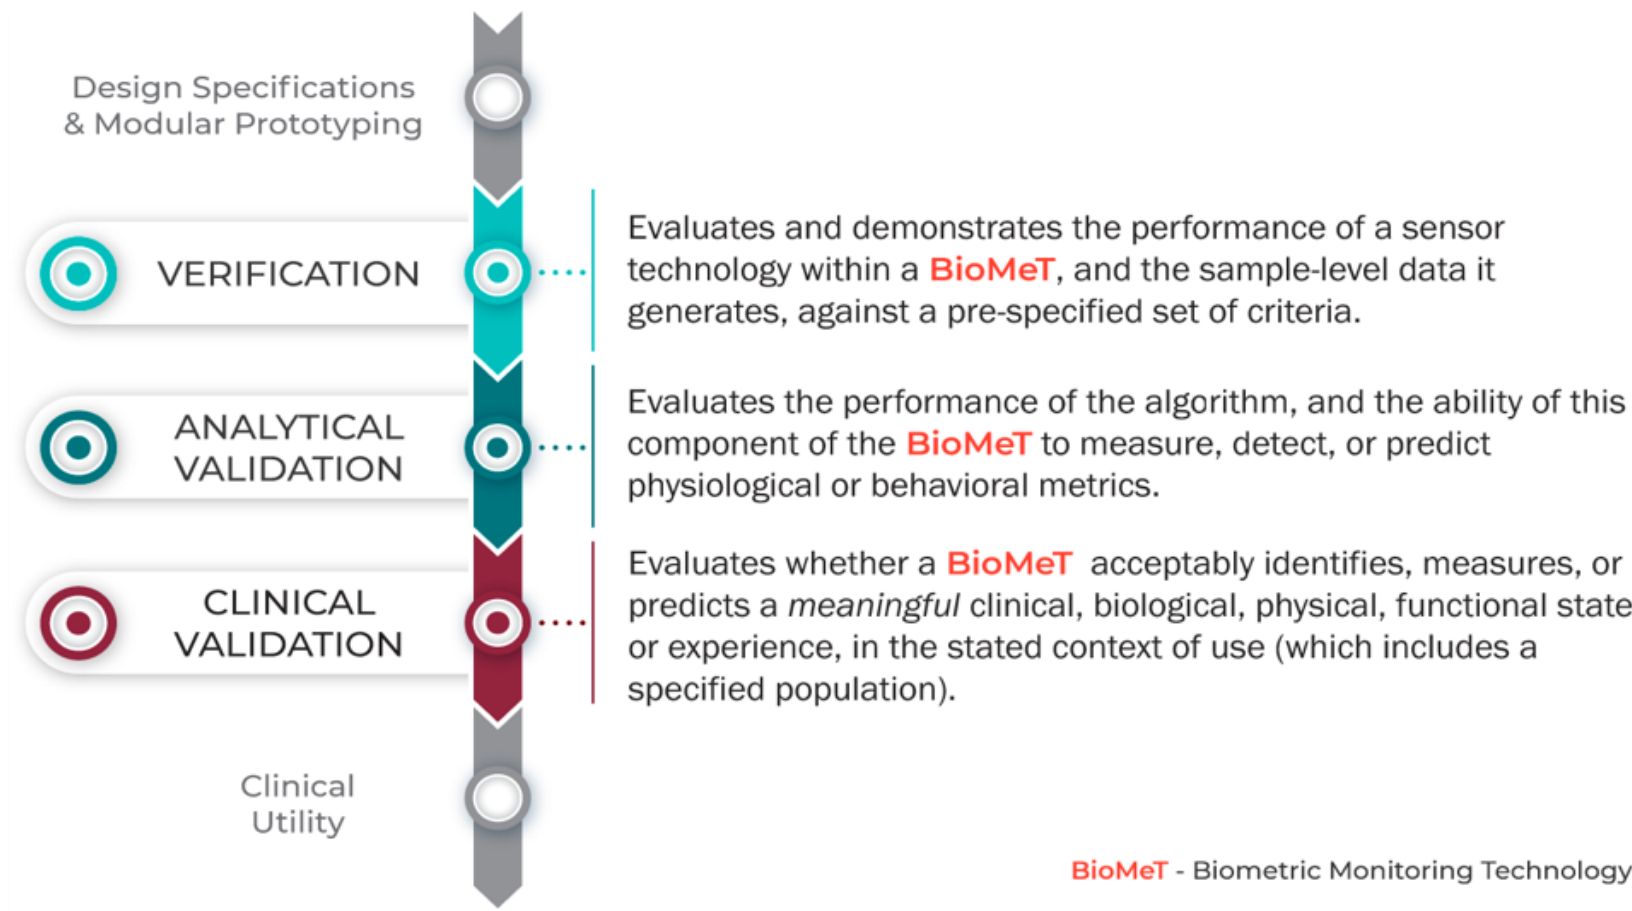 Design Specifications
& Modular Prototyping
VERIFICATION
Evaluates and demonstrates the performance of a sensor
technology within a BioMeT, and the sample-level data it
generates, against a pre-specified set of criteria.
ANALYTICAL
VALIDATION
Evaluates the performance of the algorithm, and the ability of this
component of the BioMeT to measure, detect, or predict
physiological or behavioral metrics.
CLINICAL
VALIDATION
Evaluates whether a BioMeT acceptably identifies, measures, or
predicts a meaningful clinical, biological, physical, functional state
or experience, in the stated context of use (which includes a
specified population).
Clinical
Utility
BioMeT - Biometric Monitoring Technology